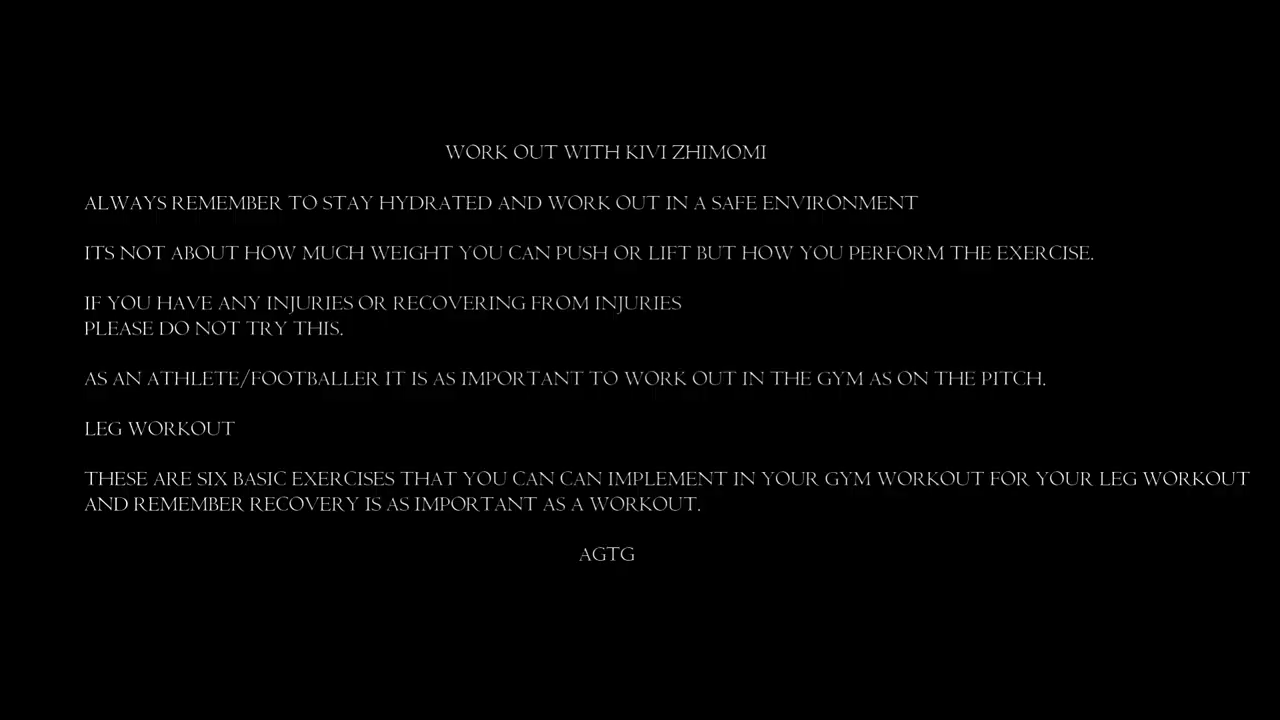 WORK OUT WITH KIVI ZHIMOMI
ALWAYS REMEMBER TO STAY HYDRATED AND WORK OUT IN A SAFE ENVIRONMENT
ITS NOT ABOUT HOW MUCH WEIGHT YOU CAN PUSH OR LIFT BUT HOW YOU PERFORM THE EXERCISE.
IF YOU HAVE ANY INJURIES OR RECOVERING FROM INJURIES
PLEASE DO NOT TRY THIS.
AS AN ATHLETE/FOOTBALLER IT IS AS IMPORTANT TO WORK OUT IN THE GYM AS ON THE PITCH.
LEG WORKOUT
THESE ARE SIX BASIC EXERCISES THAT YOU CAN CAN IMPLEMENT IN YOUR GYM WORKOUT FOR YOUR LEG WORKOUT
AND REMEMBER RECOVERY IS AS IMPORTANT AS A WORKOUT.
AGTG